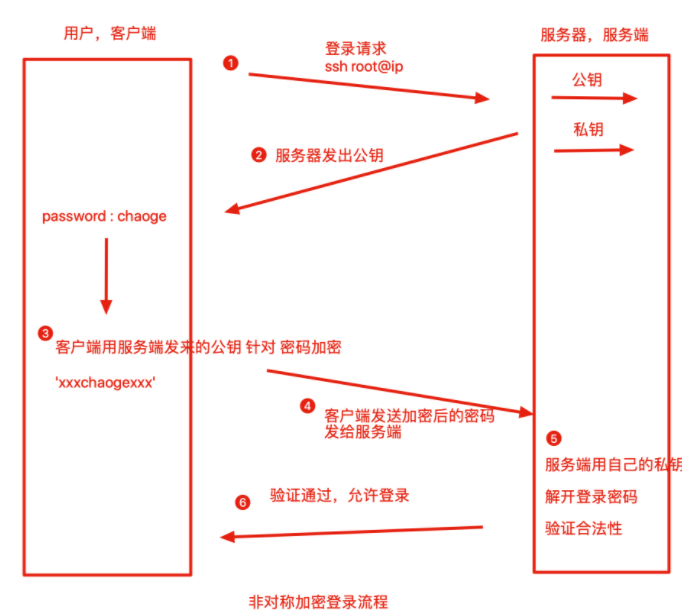 用户，客户端
服务器，服务端
1
登录请求
ssh root@ip
公钥
私钥
2
服务器发出公钥
password : chaoge
3
客户端用服务端发来的公钥 针对 密码加密
'xxxchaogexxx'
4
客户端发送加密后的密码
发给服务端
5
服务端用自己的私钥
解开登录密码
验证合法性
6
验证通过，允许登录
非对称加密登录流程